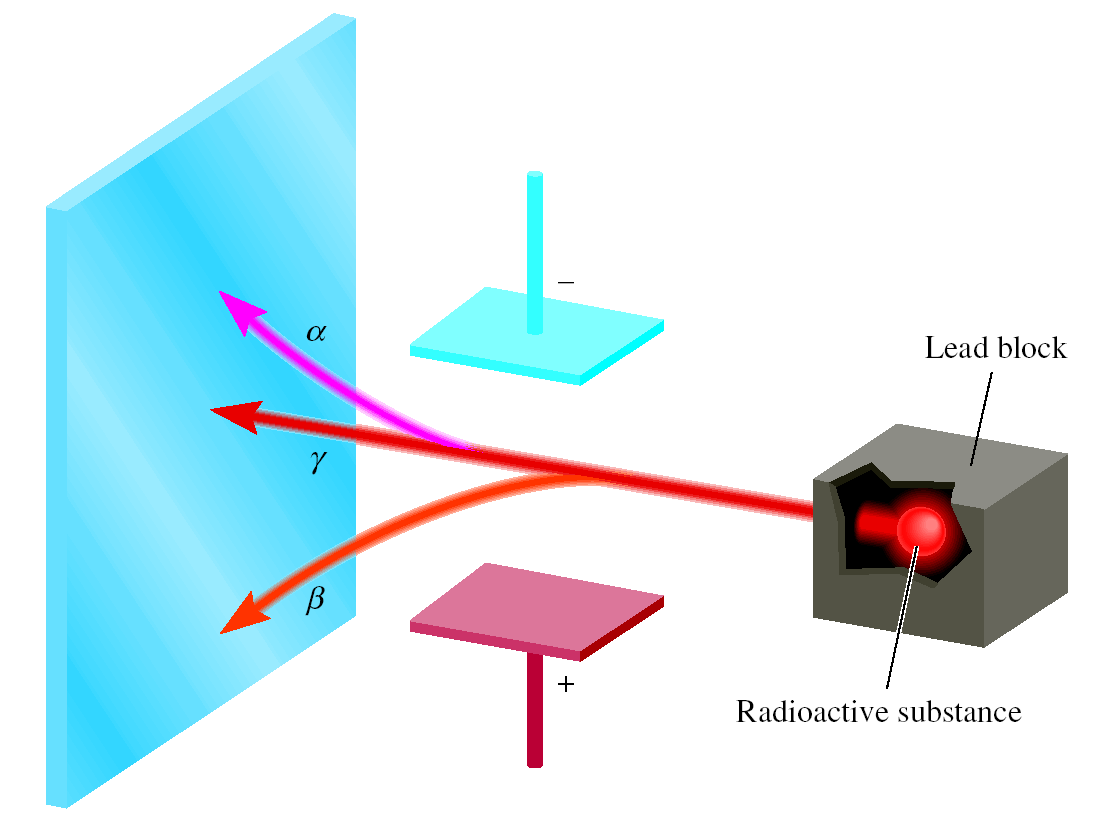 −
α
Lead block
γ
β
+
Radioactive substance